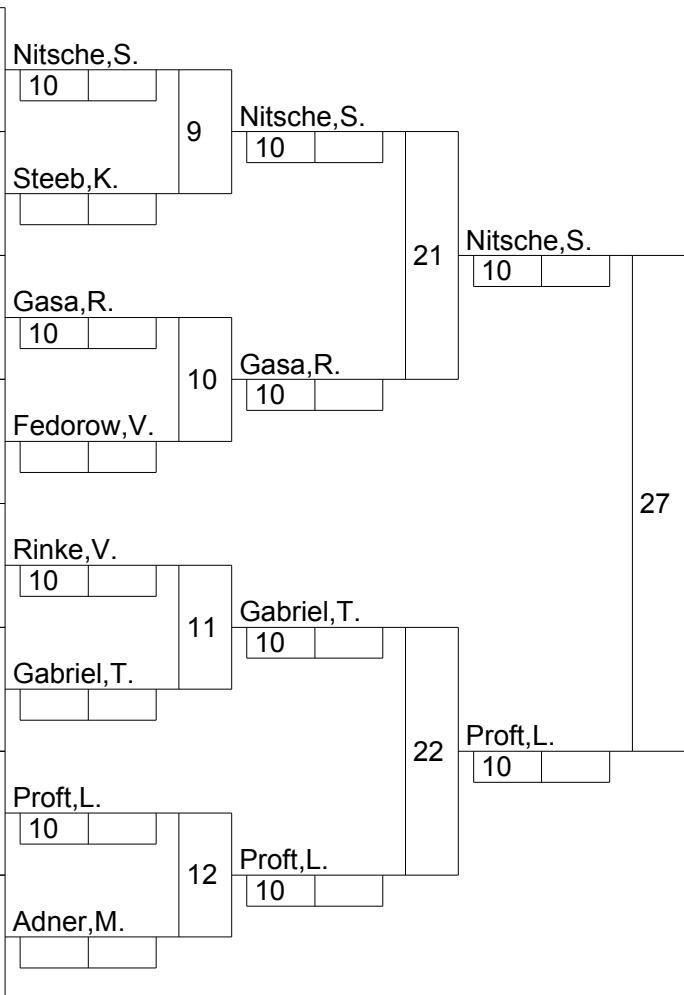 Nitsche,S.
10
9
Steeb,K.
Gasa,R.
10
10
Fedorow,V.
Rinke,V.
10
11
Gabriel,T.
Proft,L.
10
12
Adner,M.
Nitsche,S.
10
21
Gasa,R.
10
Gabriel,T.
10
22
Proft,L.
10
Nitsche,S.
10
27
Proft,L.
10